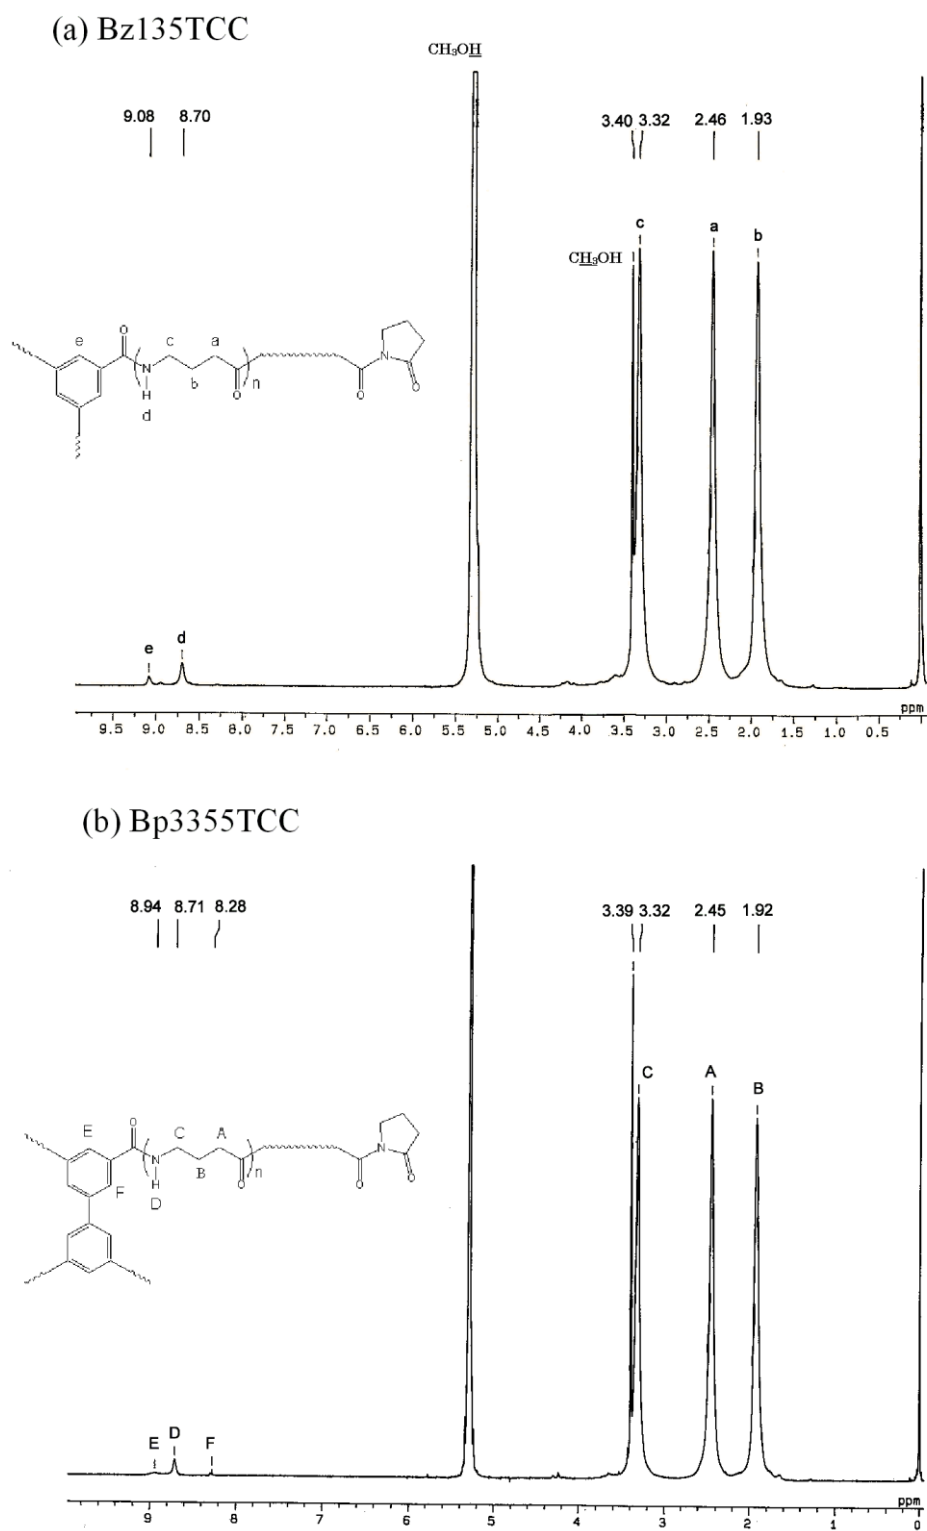 (a) Bz135TCC
CH₃OH
9.08 8.70 3.40 3.32 2.46 1.93
c a b
CH₃OH
O
e c a
N
b n
H O O O
d
N
e d
ppm
9.5 9.0 8.5 8.0 7.5 7.0 6.5 6.0 5.5 5.0 4.5 4.0 3.5 3.0 2.5 2.0 1.5 1.0 0.5
(b) Bp3355TCC
8.94 8.71 8.28 3.39 3.32 2.45 1.92
C A B
O
E C A
N
B n
H O O O
F D
N
E D F
ppm
9 8 7 6 5 4 3 2 1 0